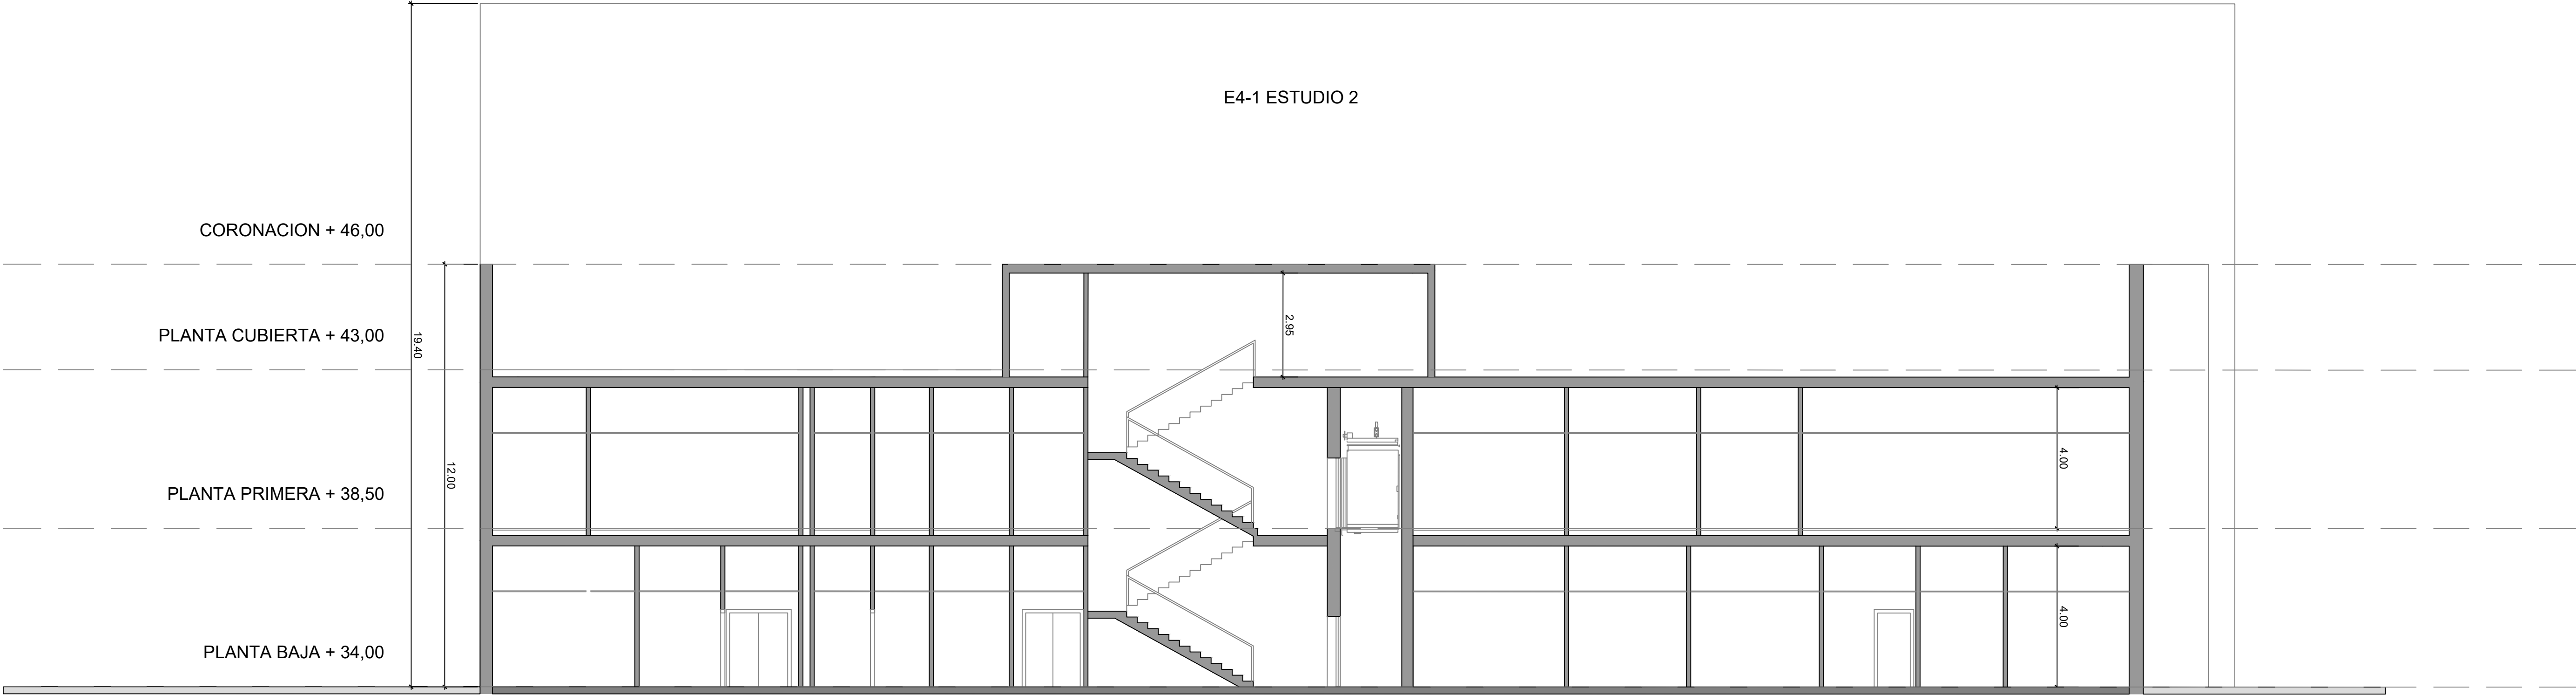 E4-1 ESTUDIO 2
CORONACION + 46,00
2.95
PLANTA CUBIERTA + 43,00
19.40
4.00
12.00
PLANTA PRIMERA + 38,50
4.00
PLANTA BAJA + 34,00